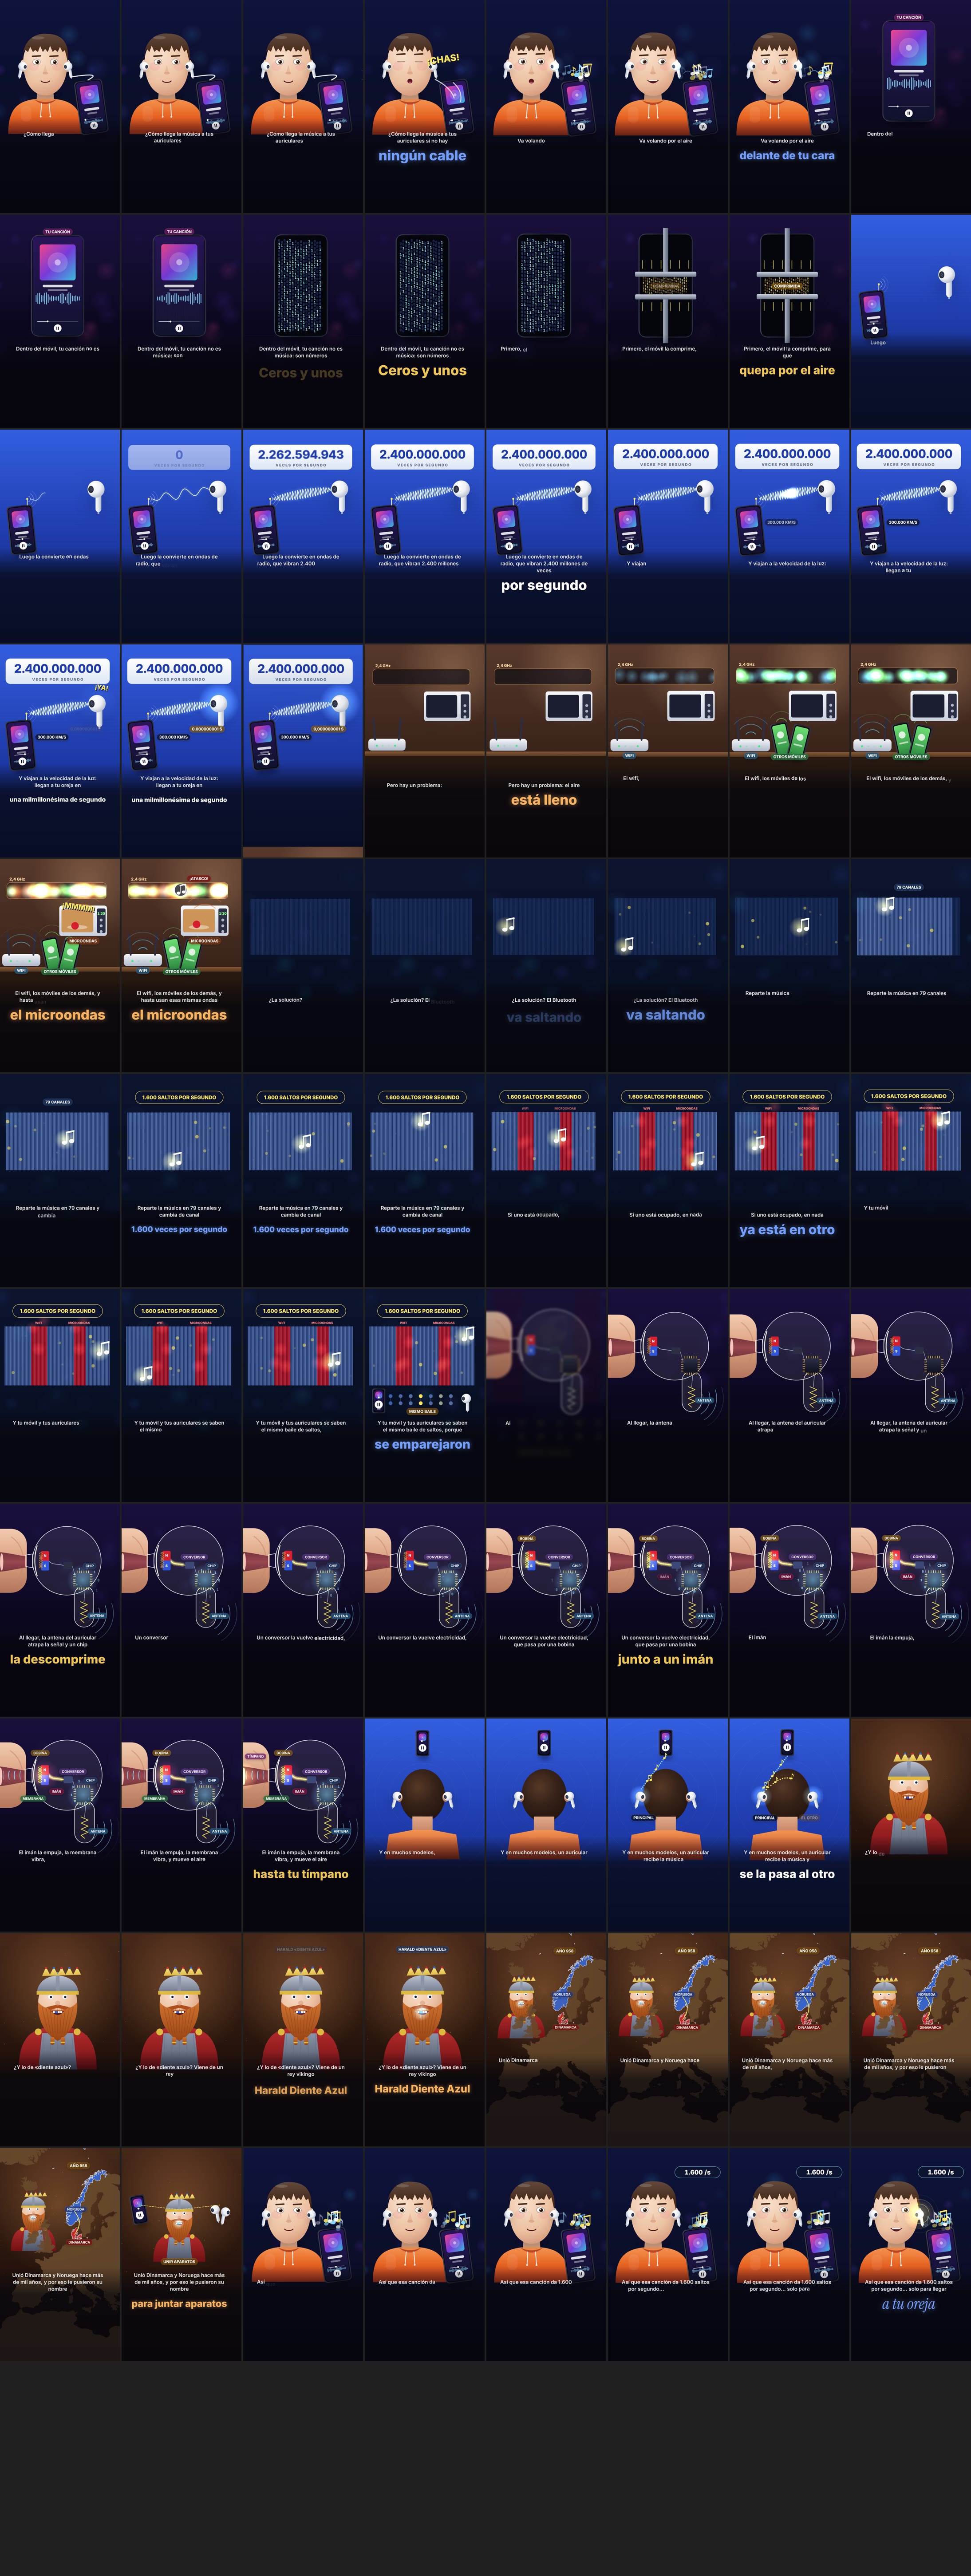 ¿Cómo llega
¿Cómo llega la música a tus
auriculares
¿Cómo llega la música a tus
auriculares
¡CHAS!
¿Cómo llega la música a tus
auriculares si no hay
ningún cable
Va volando
Va volando por el aire
Va volando por el aire
delante de tu cara
TU CANCIÓN
Dentro del
TU CANCIÓN
Dentro del móvil, tu canción no es
TU CANCIÓN
Dentro del móvil, tu canción no es
música: son
Dentro del móvil, tu canción no es
música: son números
Ceros y unos
Dentro del móvil, tu canción no es
música: son números
Ceros y unos
Primero, el
Primero, el móvil la comprime,
COMPRIMIDA
Primero, el móvil la comprime, para
que
quepa por el aire
Luego
Luego la convierte en ondas
0
VECES POR SEGUNDO
Luego la convierte en ondas de
radio, que
2.262.594.943
VECES POR SEGUNDO
Luego la convierte en ondas de
radio, que vibran 2.400
2.400.000.000
VECES POR SEGUNDO
Luego la convierte en ondas de
radio, que vibran 2.400 millones
2.400.000.000
VECES POR SEGUNDO
Luego la convierte en ondas de
radio, que vibran 2.400 millones de
veces
por segundo
2.400.000.000
VECES POR SEGUNDO
Y viajan
2.400.000.000
VECES POR SEGUNDO
300.000 KM/S
Y viajan a la velocidad de la luz:
2.400.000.000
VECES POR SEGUNDO
300.000 KM/S
Y viajan a la velocidad de la luz:
llegan a tu
2.400.000.000
VECES POR SEGUNDO
¡YA!
300.000 KM/S
Y viajan a la velocidad de la luz:
llegan a tu oreja en
una milmillonésima de segundo
2.400.000.000
VECES POR SEGUNDO
0,000000001 S
300.000 KM/S
Y viajan a la velocidad de la luz:
llegan a tu oreja en
una milmillonésima de segundo
2.400.000.000
VECES POR SEGUNDO
0,000000001 S
300.000 KM/S
2,4 GHz
Pero hay un problema:
2,4 GHz
Pero hay un problema: el aire
está lleno
2,4 GHz
WIFI
El wifi,
2,4 GHz
WIFI
OTROS MÓVILES
El wifi, los móviles de los
2,4 GHz
WIFI
OTROS MÓVILES
El wifi, los móviles de los demás,
2,4 GHz
¡MMMM!
MICROONDAS
WIFI
OTROS MÓVILES
El wifi, los móviles de los demás, y
hasta
el microondas
2,4 GHz
¡ATASCO!
MICROONDAS
WIFI
OTROS MÓVILES
El wifi, los móviles de los demás, y
hasta usan esas mismas ondas
el microondas
¿La solución?
¿La solución? El
¿La solución? El Bluetooth
va saltando
¿La solución? El Bluetooth
va saltando
Reparte la música
79 CANALES
Reparte la música en 79 canales
79 CANALES
Reparte la música en 79 canales y
cambia
1.600 SALTOS POR SEGUNDO
Reparte la música en 79 canales y
cambia de canal
1.600 veces por segundo
1.600 SALTOS POR SEGUNDO
Reparte la música en 79 canales y
cambia de canal
1.600 veces por segundo
1.600 SALTOS POR SEGUNDO
Reparte la música en 79 canales y
cambia de canal
1.600 veces por segundo
1.600 SALTOS POR SEGUNDO
WIFI MICROONDAS
Si uno está ocupado,
1.600 SALTOS POR SEGUNDO
WIFI MICROONDAS
Si uno está ocupado, en nada
1.600 SALTOS POR SEGUNDO
WIFI MICROONDAS
Si uno está ocupado, en nada
ya está en otro
1.600 SALTOS POR SEGUNDO
WIFI MICROONDAS
Y tu móvil
1.600 SALTOS POR SEGUNDO
WIFI MICROONDAS
Y tu móvil y tus auriculares
1.600 SALTOS POR SEGUNDO
WIFI MICROONDAS
Y tu móvil y tus auriculares se saben
el mismo
1.600 SALTOS POR SEGUNDO
WIFI MICROONDAS
Y tu móvil y tus auriculares se saben
el mismo baile de saltos,
1.600 SALTOS POR SEGUNDO
WIFI MICROONDAS
MISMO BAILE
Y tu móvil y tus auriculares se saben
el mismo baile de saltos, porque
se emparejaron
Al
ANTENA
Al llegar, la antena
ANTENA
Al llegar, la antena del auricular
atrapa
ANTENA
Al llegar, la antena del auricular
atrapa la señal y un
CHIP
ANTENA
Al llegar, la antena del auricular
atrapa la señal y un chip
la descomprime
CONVERSOR
CHIP
ANTENA
Un conversor
CONVERSOR
CHIP
ANTENA
Un conversor la vuelve electricidad,
CONVERSOR
CHIP
ANTENA
Un conversor la vuelve electricidad,
BOBINA
CONVERSOR
CHIP
ANTENA
Un conversor la vuelve electricidad,
que pasa por una bobina
BOBINA
CONVERSOR
CHIP
IMÁN
ANTENA
Un conversor la vuelve electricidad,
que pasa por una bobina
junto a un imán
BOBINA
CONVERSOR
CHIP
IMÁN
ANTENA
El imán
BOBINA
CONVERSOR
CHIP
IMÁN
ANTENA
El imán la empuja,
BOBINA
CONVERSOR
CHIP
IMÁN
MEMBRANA
ANTENA
El imán la empuja, la membrana
vibra,
BOBINA
CONVERSOR
CHIP
IMÁN
MEMBRANA
ANTENA
El imán la empuja, la membrana
vibra, y mueve el aire
TÍMPANO
BOBINA
CONVERSOR
CHIP
IMÁN
MEMBRANA
ANTENA
El imán la empuja, la membrana
vibra, y mueve el aire
hasta tu tímpano
Y en muchos modelos,
Y en muchos modelos, un auricular
PRINCIPAL
Y en muchos modelos, un auricular
recibe la música
PRINCIPAL
EL OTRO
Y en muchos modelos, un auricular
recibe la música y
se la pasa al otro
¿Y lo de
¿Y lo de «diente azul»?
¿Y lo de «diente azul»? Viene de un
rey
HARALD «DIENTE AZUL»
¿Y lo de «diente azul»? Viene de un
rey vikingo
Harald Diente Azul
HARALD «DIENTE AZUL»
¿Y lo de «diente azul»? Viene de un
rey vikingo
Harald Diente Azul
AÑO 958
NORUEGA
DINAMARCA
Unió Dinamarca
AÑO 958
NORUEGA
DINAMARCA
Unió Dinamarca y Noruega hace
AÑO 958
NORUEGA
DINAMARCA
Unió Dinamarca y Noruega hace más
de mil años,
AÑO 958
NORUEGA
DINAMARCA
Unió Dinamarca y Noruega hace más
de mil años, y por eso le pusieron
AÑO 958
NORUEGA
DINAMARCA
Unió Dinamarca y Noruega hace más
de mil años, y por eso le pusieron su
nombre
UNIR APARATOS
Unió Dinamarca y Noruega hace más
de mil años, y por eso le pusieron su
nombre
para juntar aparatos
Así
Así que esa canción da
Así que esa canción da 1.600
1.600 /s
Así que esa canción da 1.600 saltos
por segundo...
1.600 /s
Así que esa canción da 1.600 saltos
por segundo... solo para
1.600 /s
Así que esa canción da 1.600 saltos
por segundo... solo para llegar
a tu oreja